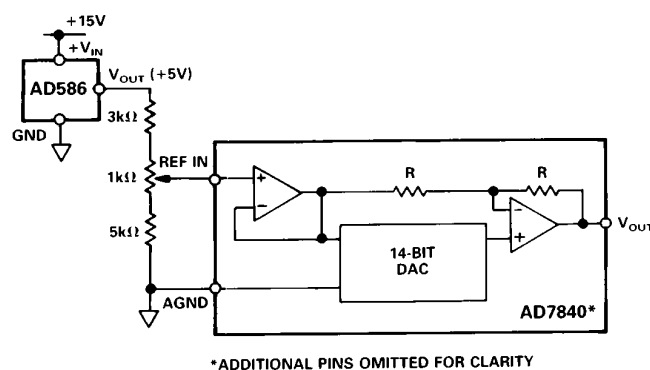 +15V
+VIN
AD586
VOUT (+5V)
3kΩ
GND
1kΩ
REF IN
5kΩ
AGND
+
−
R
R
−
+
VOUT
14-BIT
DAC
AD7840*
*ADDITIONAL PINS OMITTED FOR CLARITY